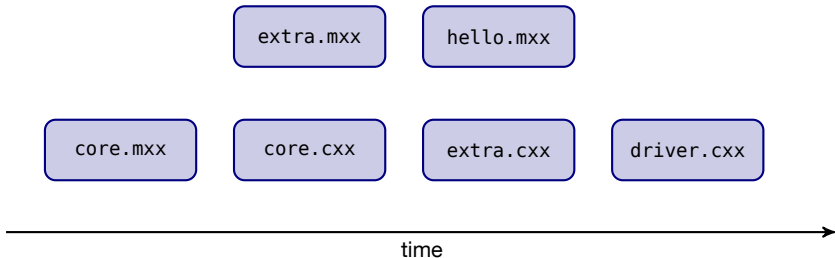 extra.mxx
hello.mxx
core.mxx
core.cxx
extra.cxx
driver.cxx
time